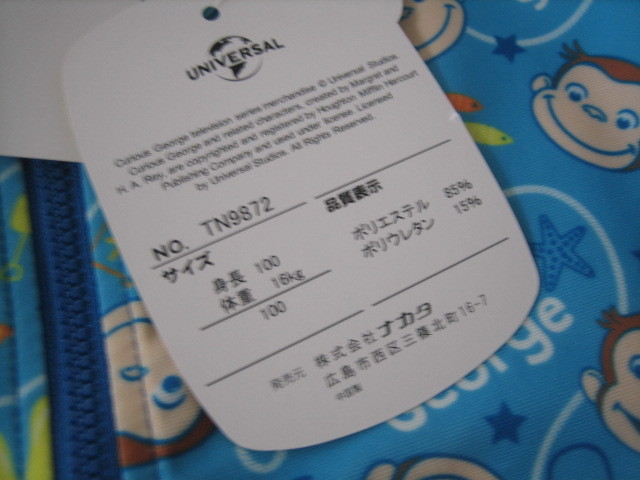 UNIVERSAL
Curious George television series merchandise © Universal Studios.
Curious George and related characters, created by Margret and
H. A. Rey, are copyrighted and registered by Houghton Mifflin Harcourt
Publishing Company and used under license. Licensed
by Universal Studios. All Rights Reserved.
NO. TN9872
サイズ
身長 100
体重 16kg
100
品質表示
ポリエステル 85%
ポリウレタン 15%
発売元 株式会社ナカタ
広島市西区三篠北町16-7
中国製
George
George